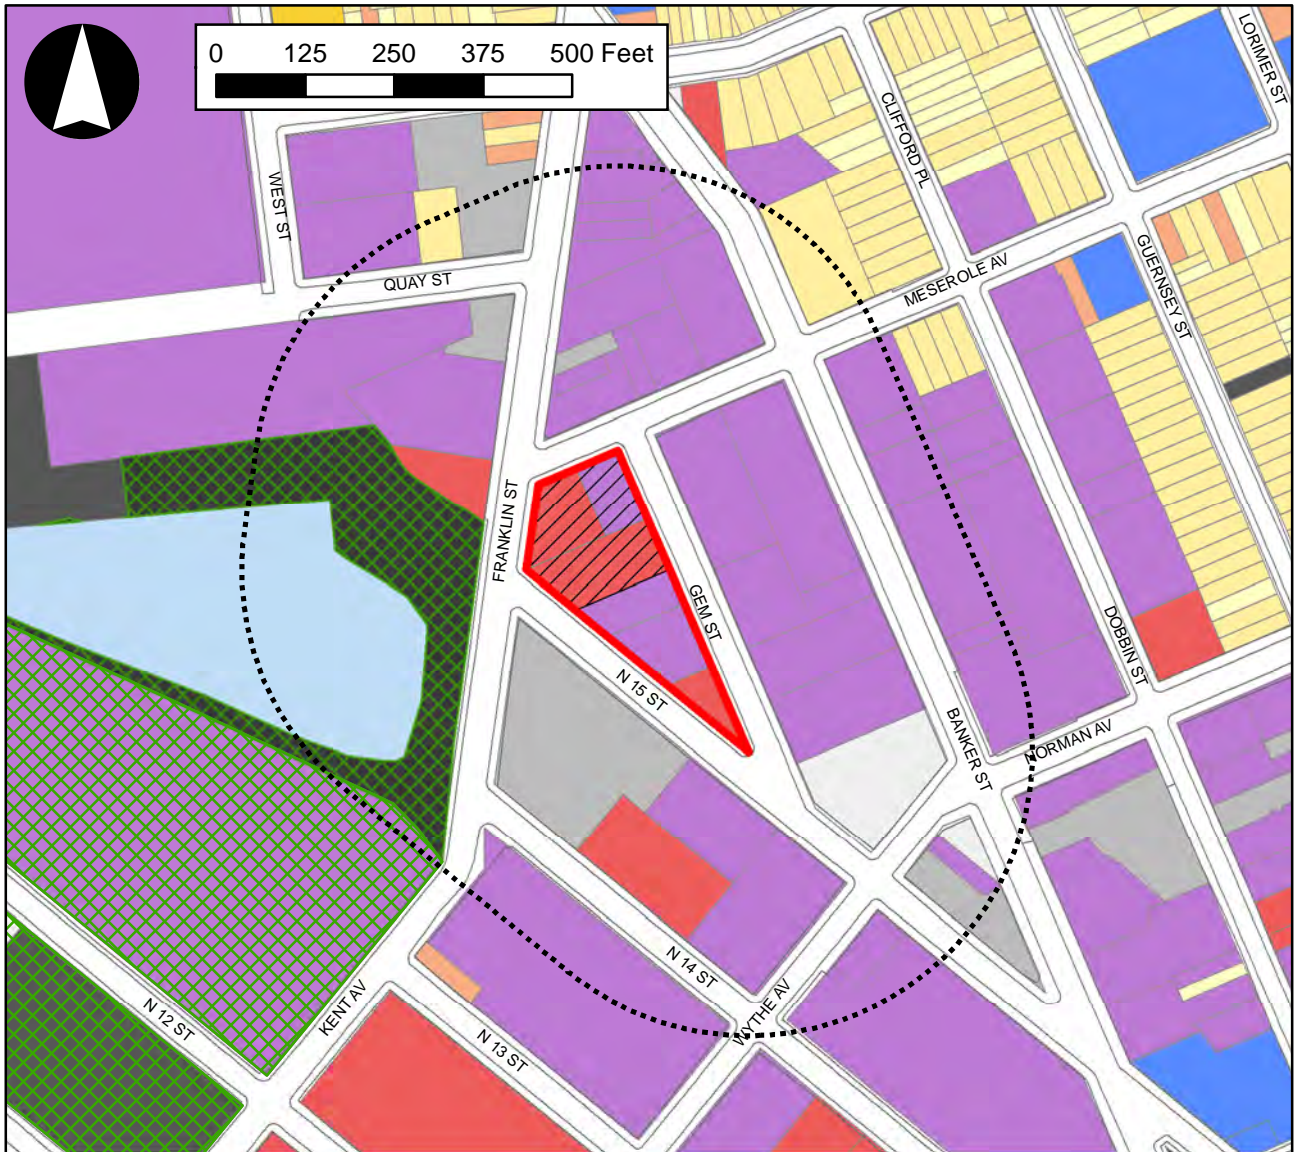 0 125 250 375 500 Feet
LORIMER ST
CLIFFORD PL
WEST ST
GUERNSEY ST
MESEROLE AV
QUAY ST
FRANKLIN ST
GEM ST
DOBBIN ST
N 15 ST
BANKER ST
NORMAN AV
N 14 ST
WYTHE AV
KENT AV
N 12 ST
N 13 ST